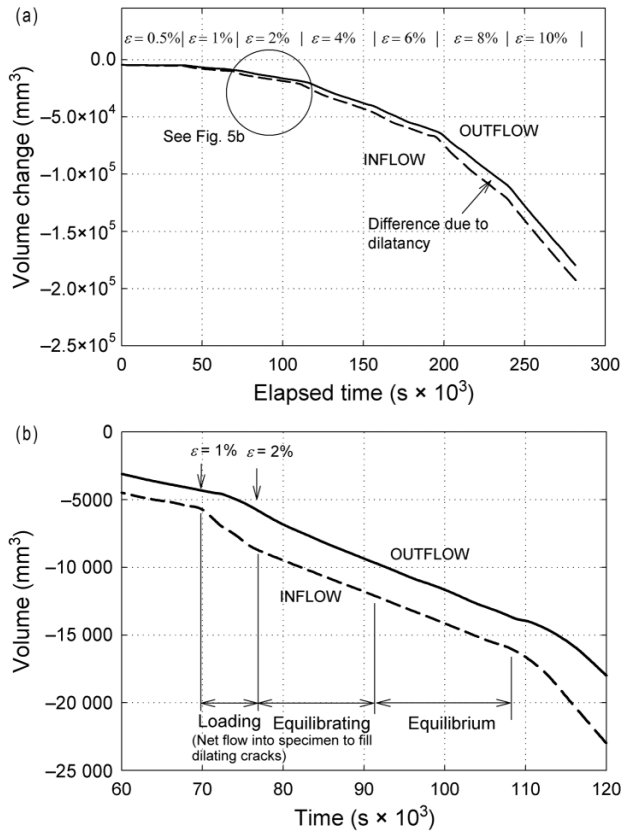 (a)
ε = 0.5% | ε = 1% | ε = 2% | ε = 4% | ε = 6% | ε = 8% | ε = 10% |
0.0
−5.0×10⁴
−1.0×10⁵
−1.5×10⁵
−2.0×10⁵
−2.5×10⁵
Volume change (mm³)
See Fig. 5b
OUTFLOW
INFLOW
Difference due to
dilatancy
0 50 100 150 200 250 300
Elapsed time (s × 10³)
(b)
0
−5000
−10 000
−15 000
−20 000
−25 000
Volume (mm³)
ε = 1%
ε = 2%
OUTFLOW
INFLOW
Loading Equilibrating Equilibrium
(Net flow into specimen to fill
dilating cracks)
60 70 80 90 100 110 120
Time (s × 10³)